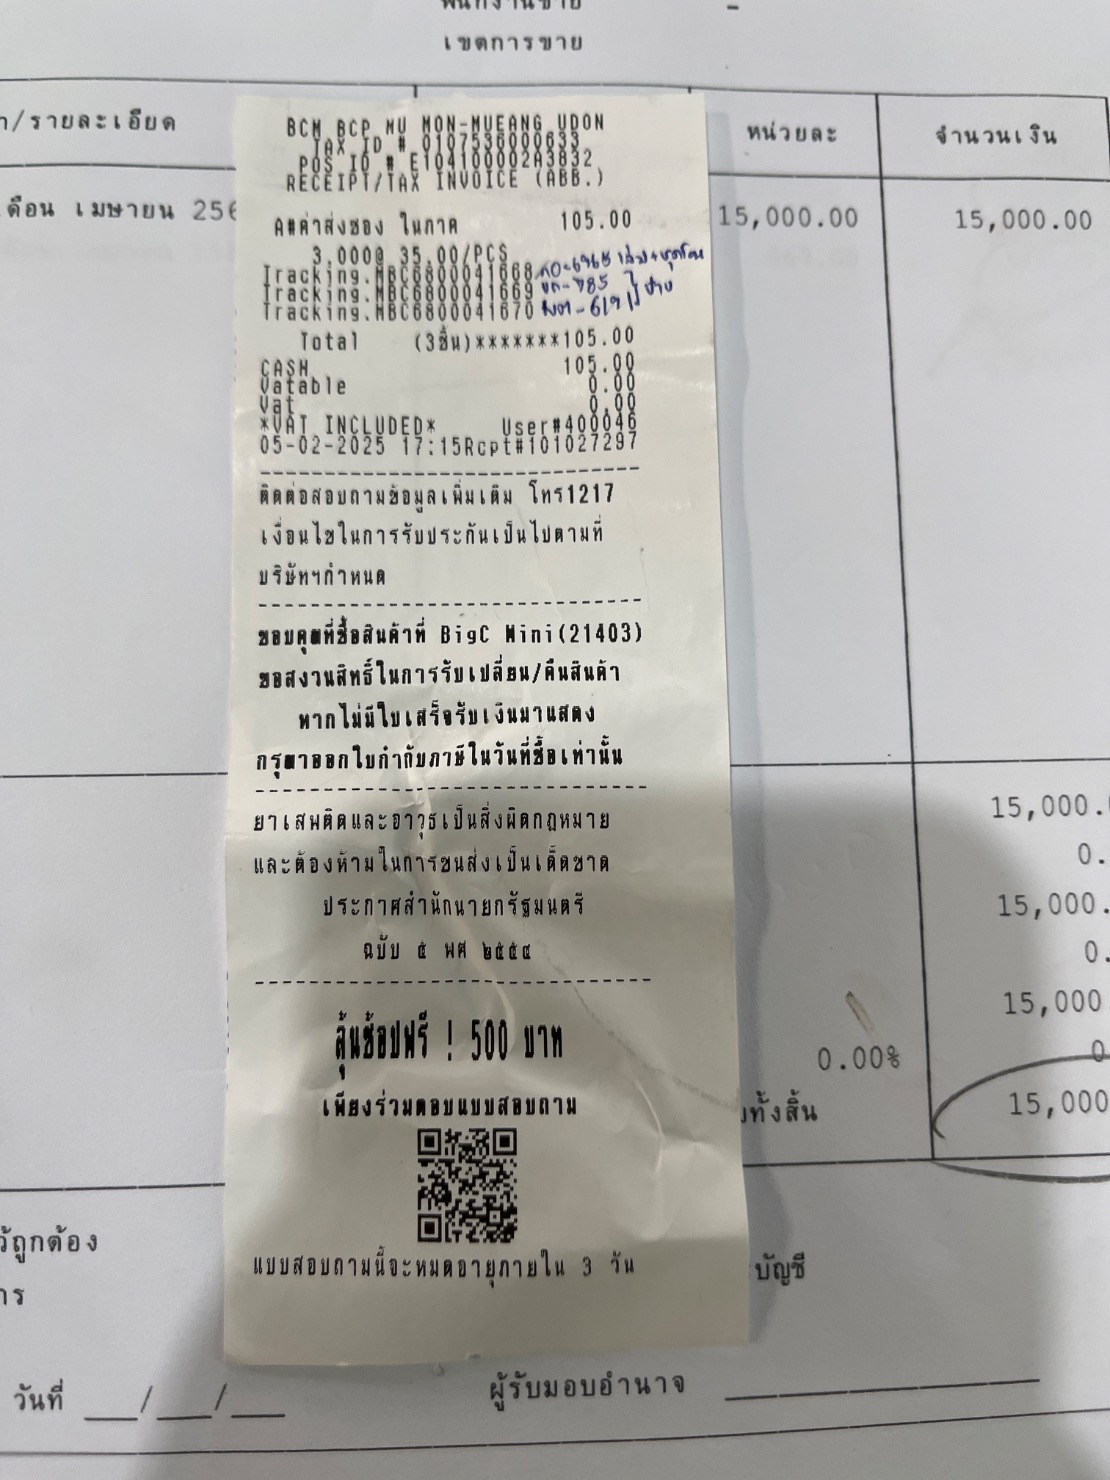 พื้นที่งานขาย -
เขตการขาย
/รายละเอียด
หน่วยละ
จำนวนเงิน
ดือน เมษายน 256
15,000.00
15,000.00
BCM BCP MU MON-MUEANG UDON
TAX ID # 0107536000633
POS ID # E104100002A3832
RECEIPT/TAX INVOICE (ABB.)
A#ค่าส่งซอง ในภาค 105.00
3.000@ 35.00/PCS
Tracking.MBC6800041668
Tracking.MBC6800041669
Tracking.MBC6800041670
Total (3ชิ้น)*******105.00
CASH 105.00
Vatable 0.00
Vat 0.00
*VAT INCLUDED* User#400046
05-02-2025 17:15Rcpt#101027297
ติดต่อสอบถามข้อมูลเพิ่มเติม โทร1217
เงื่อนไขในการรับประกันเป็นไปตามที่
บริษัทฯกำหนด
ขอบคุณที่ซื้อสินค้าที่ BigC Mini(21403)
ขอสงวนสิทธิ์ในการรับเปลี่ยน/คืนสินค้า
หากไม่มีใบเสร็จรับเงินมาแสดง
กรุณาออกใบกำกับภาษีในวันที่ซื้อเท่านั้น
ยาเสพติดและอาวุธเป็นสิ่งผิดกฎหมาย
และต้องห้ามในการขนส่งเป็นเด็ดขาด
ประกาศสำนักนายกรัฐมนตรี
ฉบับ ๕ พศ ๒๕๕๔
ลุ้นช้อปฟรี ! 500 บาท
เพียงร่วมตอบแบบสอบถาม
แบบสอบถามนี้จะหมดอายุภายใน 3 วัน
15,000.
0.
15,000.
0.
15,000
0.00% 0
ทั้งสิ้น 15,000
ถูกต้อง
บัญชี
วันที่ ___/___/___
ผู้รับมอบอำนาจ